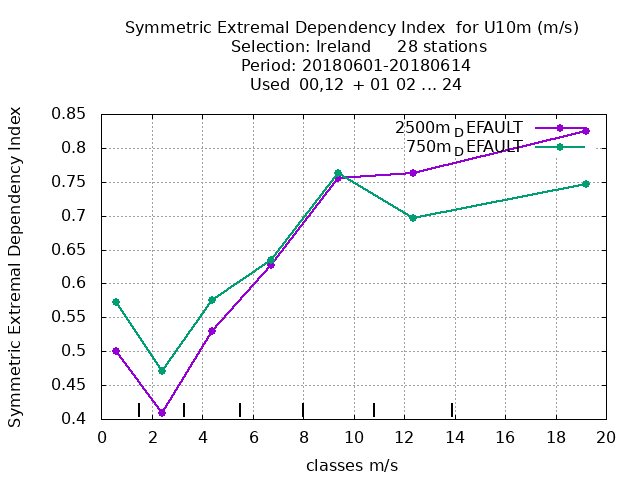 Symmetric Extremal Dependency Index  for U10m (m/s)
Selection: Ireland     28 stations
Period: 20180601-20180614
Used  00,12  + 01 02 ... 24
Symmetric Extremal Dependency Index
0.85
0.8
0.75
0.7
0.65
0.6
0.55
0.5
0.45
0.4
2500m_DEFAULT
750m_DEFAULT
0 2 4 6 8 10 12 14 16 18 20
classes m/s